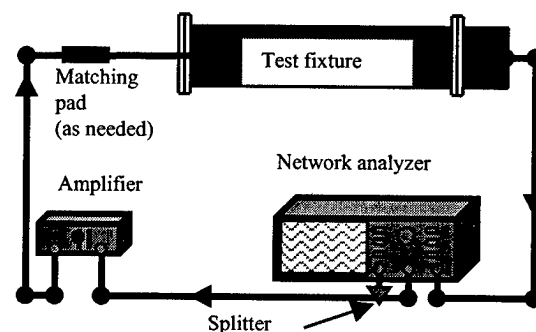 Test fixture
Matching
pad
(as needed)
Network analyzer
Amplifier
Splitter